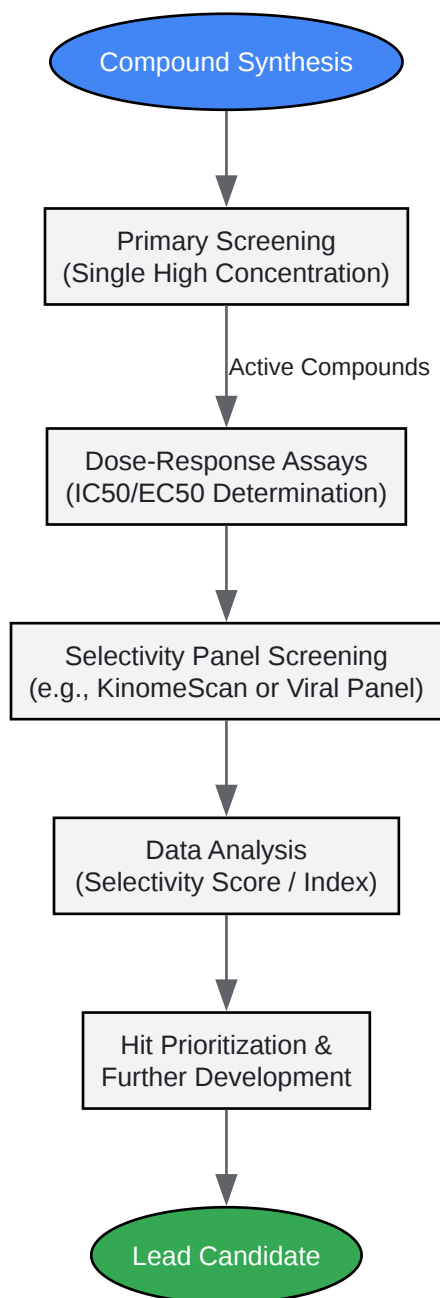 Compound Synthesis
Primary Screening
(Single High Concentration)
Active Compounds
Dose-Response Assays
(IC50/EC50 Determination)
Selectivity Panel Screening
(e.g., KinomeScan or Viral Panel)
Data Analysis
(Selectivity Score / Index)
Hit Prioritization &
Further Development
Lead Candidate